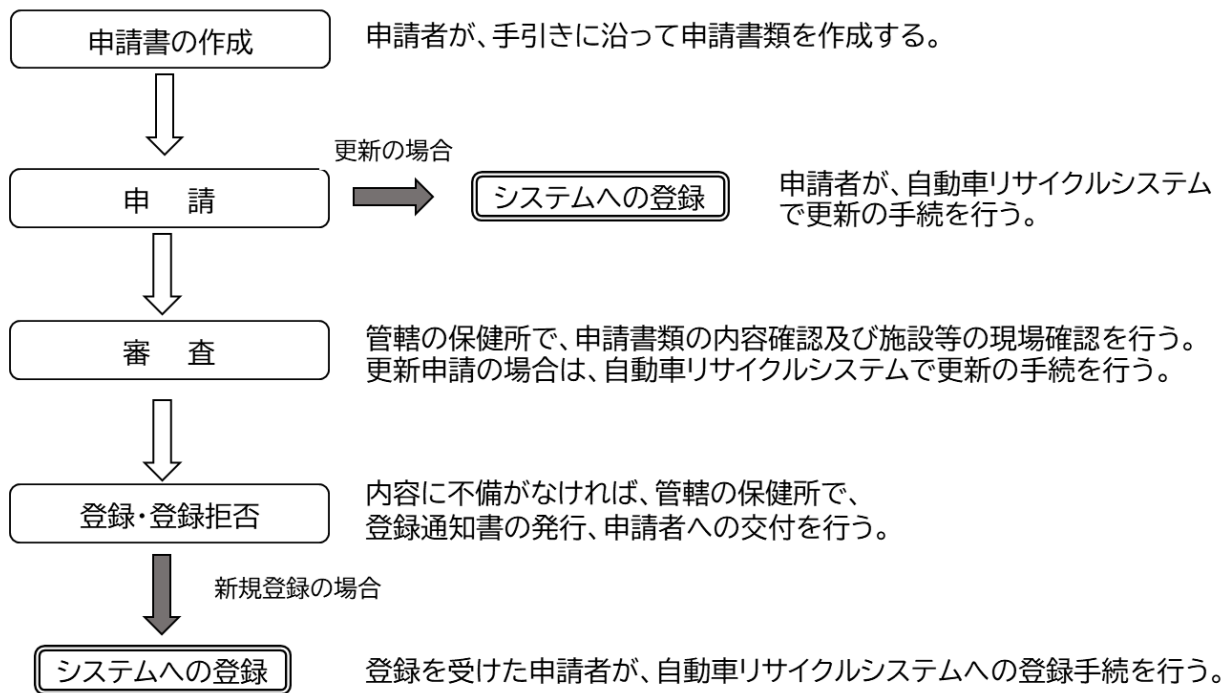 申請書の作成
申請者が、手引きに沿って申請書類を作成する。
更新の場合
申　請
システムへの登録
申請者が、自動車リサイクルシステム
で更新の手続を行う。
審　査
管轄の保健所で、申請書類の内容確認及び施設等の現場確認を行う。
更新申請の場合は、自動車リサイクルシステムで更新の手続を行う。
登録・登録拒否
内容に不備がなければ、管轄の保健所で、
登録通知書の発行、申請者への交付を行う。
新規登録の場合
システムへの登録
登録を受けた申請者が、自動車リサイクルシステムへの登録手続を行う。